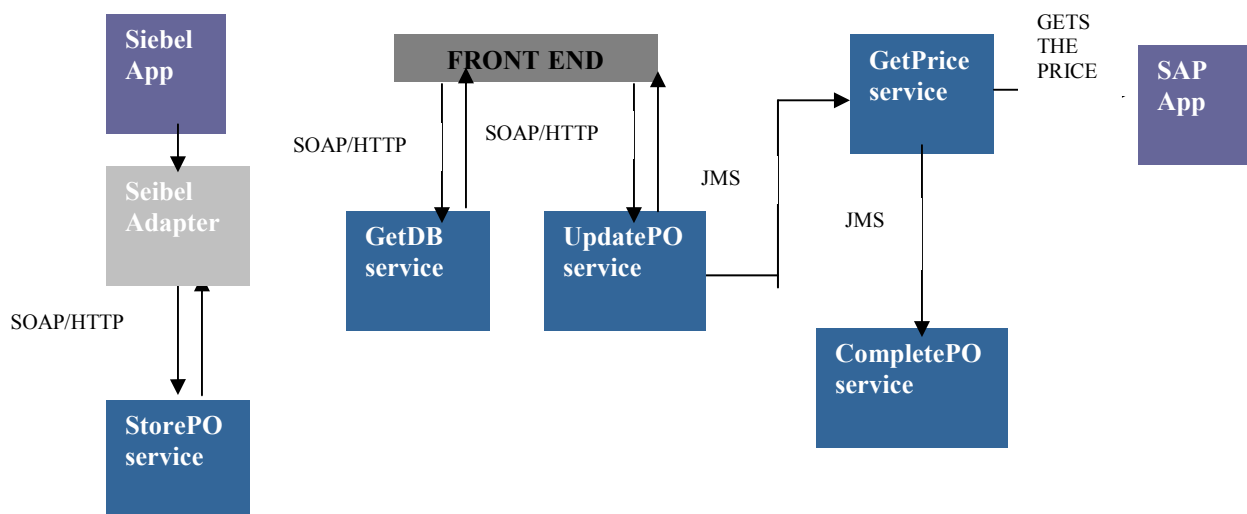 Siebel
App
Seibel
Adapter
SOAP/HTTP
StorePO
service
FRONT END
SOAP/HTTP
SOAP/HTTP
GetDB
service
UpdatePO
service
JMS
GetPrice
service
GETS
THE
PRICE
SAP
App
JMS
CompletePO
service